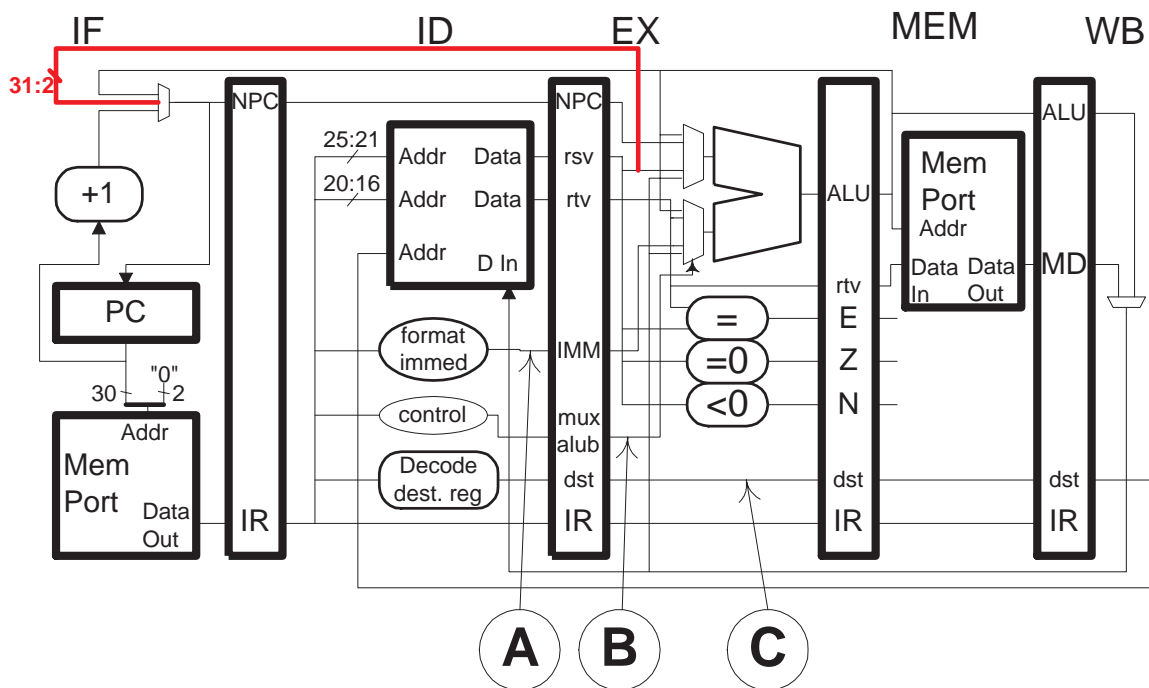 IF
ID
EX
MEM
WB
31:2
NPC
NPC
ALU
25:21
Addr
Data
rsv
20:16
Addr
Data
rtv
Mem
Port
Addr
+1
ALU
Addr
D In
Data
In
Data
Out
MD
rtv
PC
=
E
format
immed
IMM
=0
Z
"0"
30
2
<0
N
control
mux
alub
Addr
Mem
Port
Decode
dest. reg
dst
dst
dst
Data
Out
IR
IR
IR
IR
A
B
C